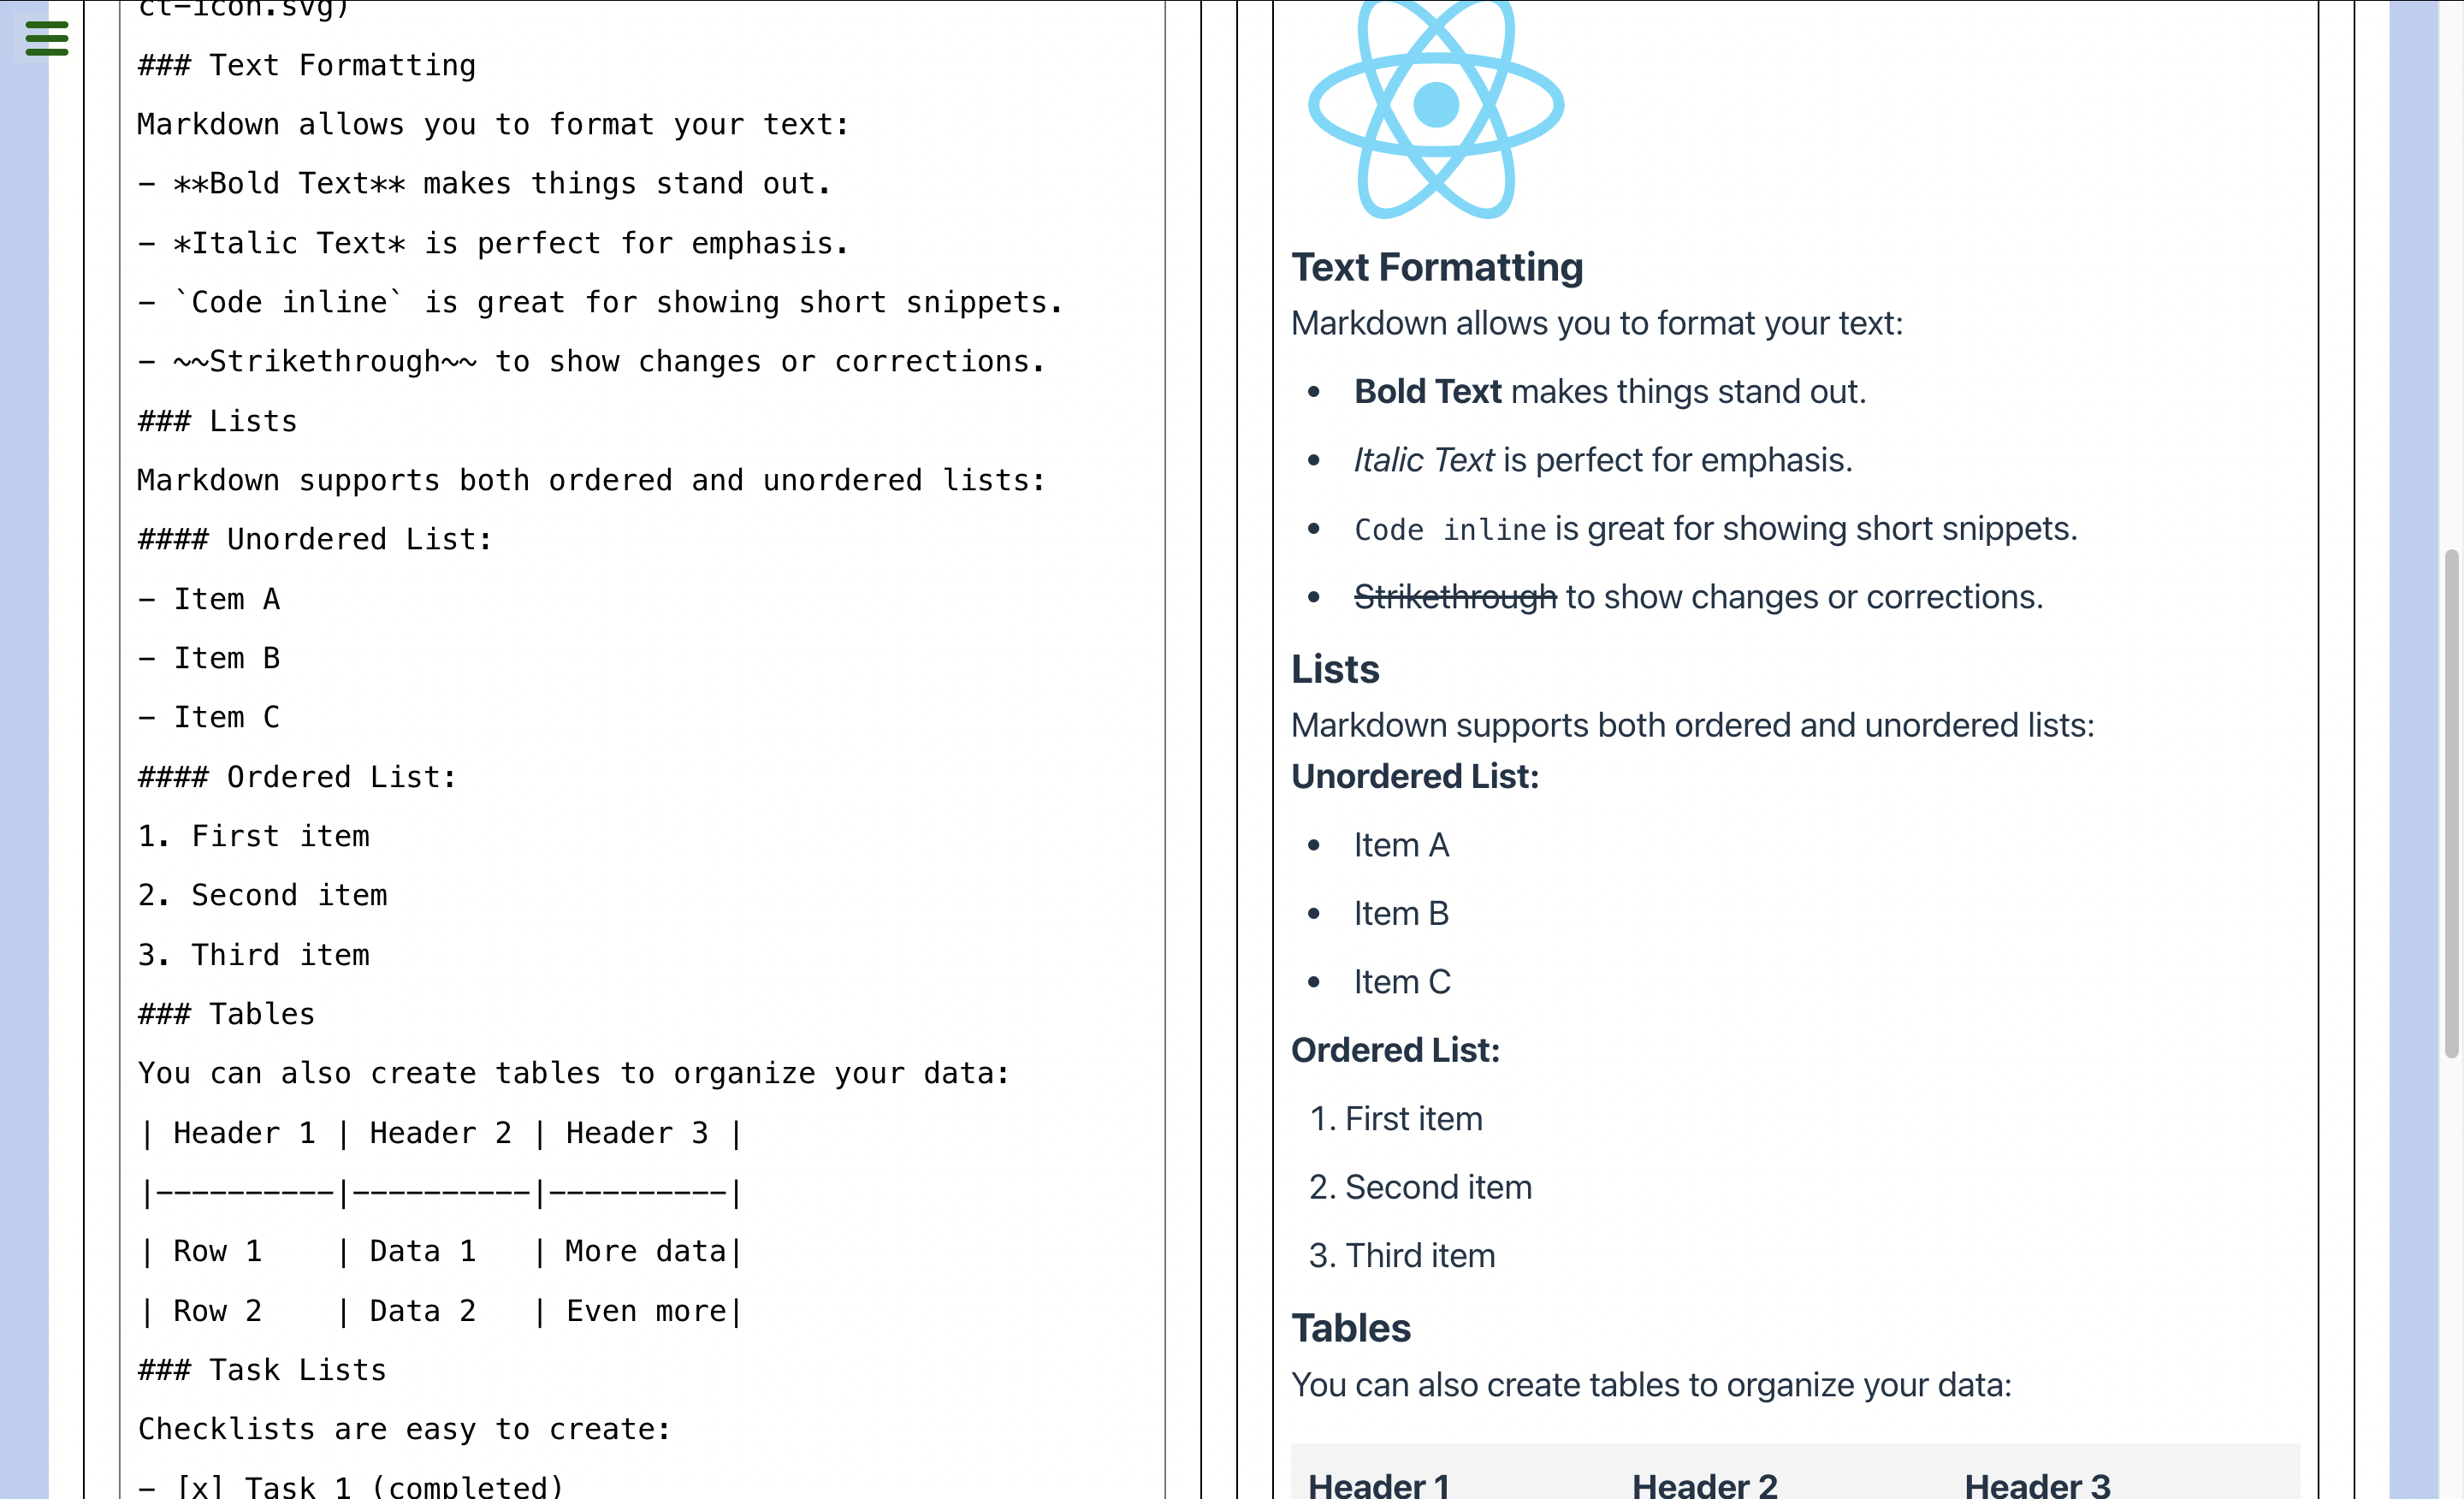 ct-icon.svg)
### Text Formatting
Markdown allows you to format your text:
- **Bold Text** makes things stand out.
- *Italic Text* is perfect for emphasis.
- `Code inline` is great for showing short snippets.
- ~~Strikethrough~~ to show changes or corrections.
### Lists
Markdown supports both ordered and unordered lists:
#### Unordered List:
- Item A
- Item B
- Item C
#### Ordered List:
1. First item
2. Second item
3. Third item
### Tables
You can also create tables to organize your data:
| Header 1 | Header 2 | Header 3 |
|----------|----------|----------|
| Row 1    | Data 1   | More data|
| Row 2    | Data 2   | Even more|
### Task Lists
Checklists are easy to create:
- [x] Task 1 (completed)
Text Formatting
Markdown allows you to format your text:
• Bold Text makes things stand out.
• Italic Text is perfect for emphasis.
• Code inline is great for showing short snippets.
• Strikethrough to show changes or corrections.
Lists
Markdown supports both ordered and unordered lists:
Unordered List:
• Item A
• Item B
• Item C
Ordered List:
1. First item
2. Second item
3. Third item
Tables
You can also create tables to organize your data:
Header 1 Header 2 Header 3